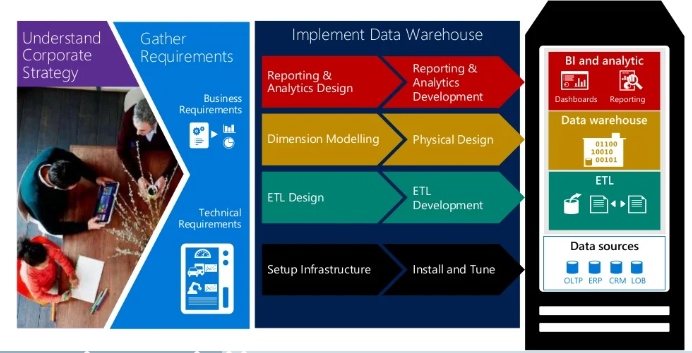 Understand
Corporate
Strategy
Gather
Requirements
Business
Requirements
Technical
Requirements
Implement Data Warehouse
Reporting &
Analytics Design
Reporting &
Analytics
Development
Dimension Modelling
Physical Design
ETL Design
ETL
Development
Setup Infrastructure
Install and Tune
BI and analytic
Dashboards
Reporting
Data warehouse
01100
10010
00101
ETL
Data sources
OLTP ERP CRM LOB